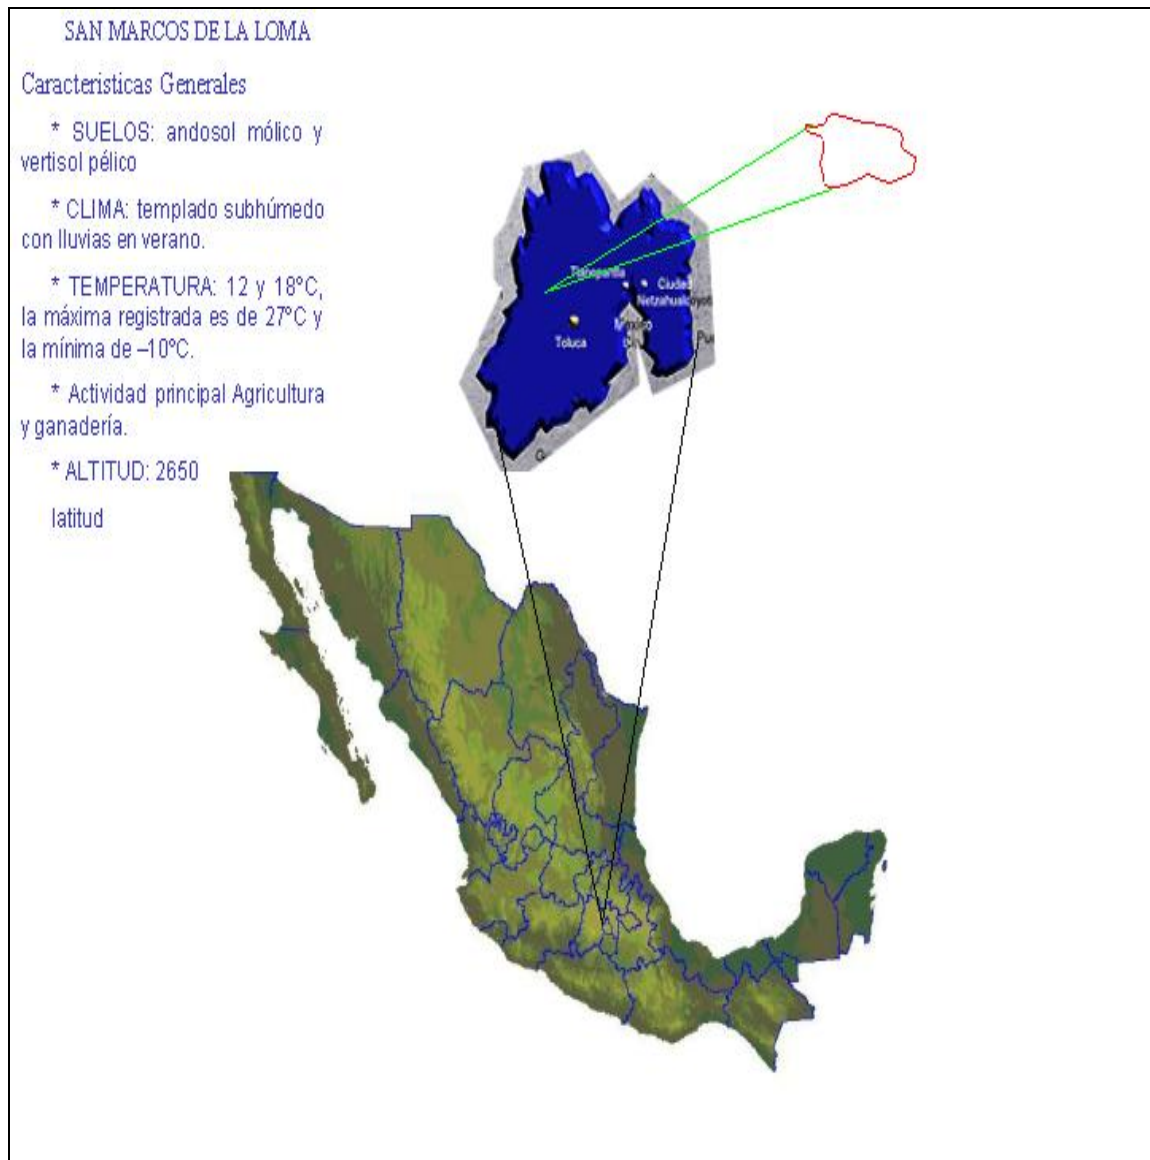 SAN MARCOS DE LA LOMA
Caracteristicas Generales
* SUELOS: andosol mólico y
vertisol pélico
* CLIMA: templado subhúmedo
con lluvias en verano.
* TEMPERATURA: 12 y 18°C,
la máxima registrada es de 27°C y
la mínima de –10°C.
* Actividad principal Agricultura
y ganadería.
* ALTITUD: 2650
latitud
Ciudad
Toluca
G